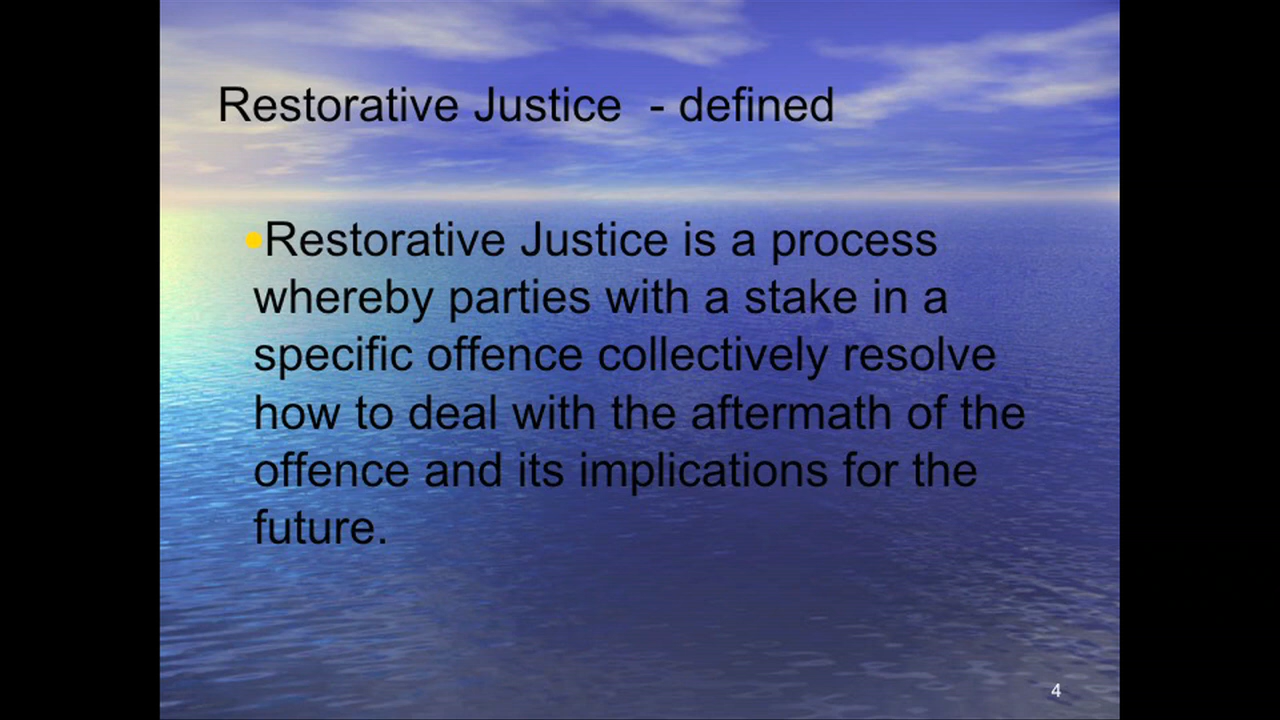 Restorative Justice  - defined
•Restorative Justice is a process
whereby parties with a stake in a
specific offence collectively resolve
how to deal with the aftermath of the
offence and its implications for the
future.
4